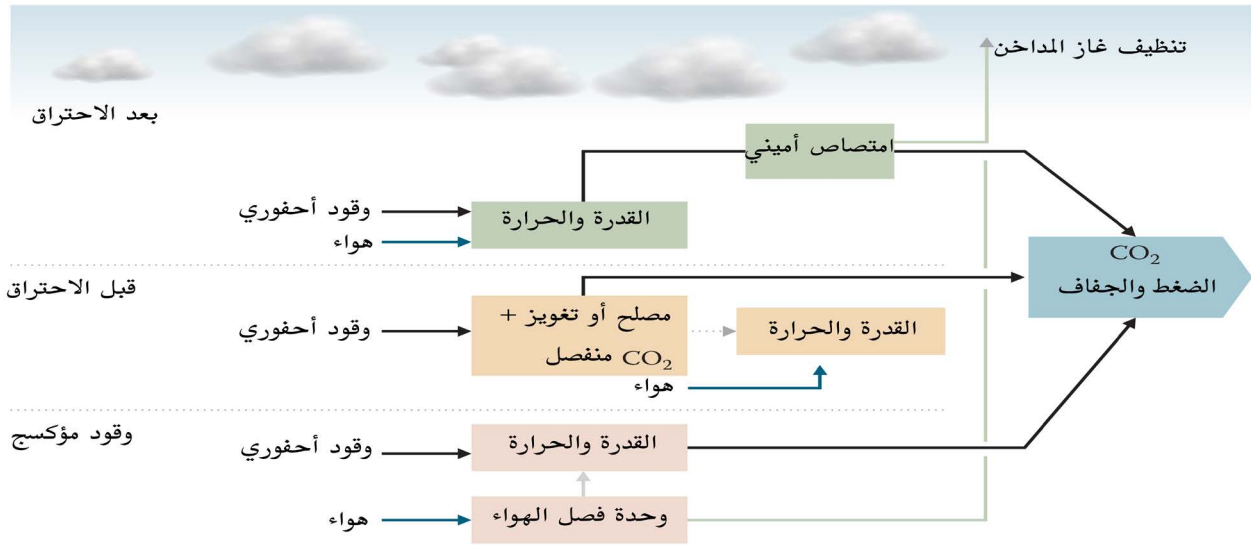 تنظيف غاز المداخن
بعد الاحتراق
امتصاص أميني
وقود أحفوري
هواء
القدرة والحرارة
CO₂
الضغط والجفاف
قبل الاحتراق
وقود أحفوري
مصلح أو تغويز +
CO₂ منفصل
القدرة والحرارة
هواء
وقود مؤكسج
وقود أحفوري
القدرة والحرارة
هواء
وحدة فصل الهواء